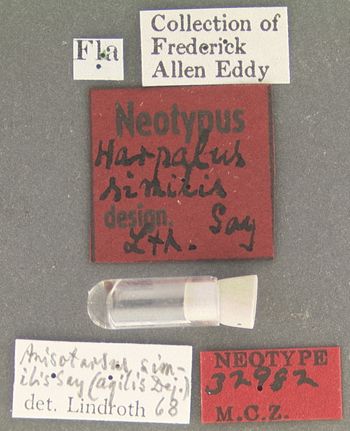 Fla
Collection of
Frederick
Allen Eddy
Neotypus
Harpalus
similis
design. Say
Lth.
Anisotarsus sim-
ilis Say (agilis Dej.)
det. Lindroth 68
NEOTYPE
32982
M.C.Z.